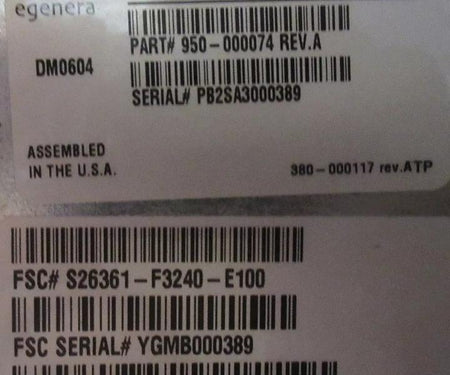 egenera
PART# 950-000074 REV.A
DM0604
SERIAL# PB2SA3000389
ASSEMBLED
IN THE U.S.A.
380-000117 rev.ATP
FSC# S26361-F3240-E100
FSC SERIAL# YGMB000389